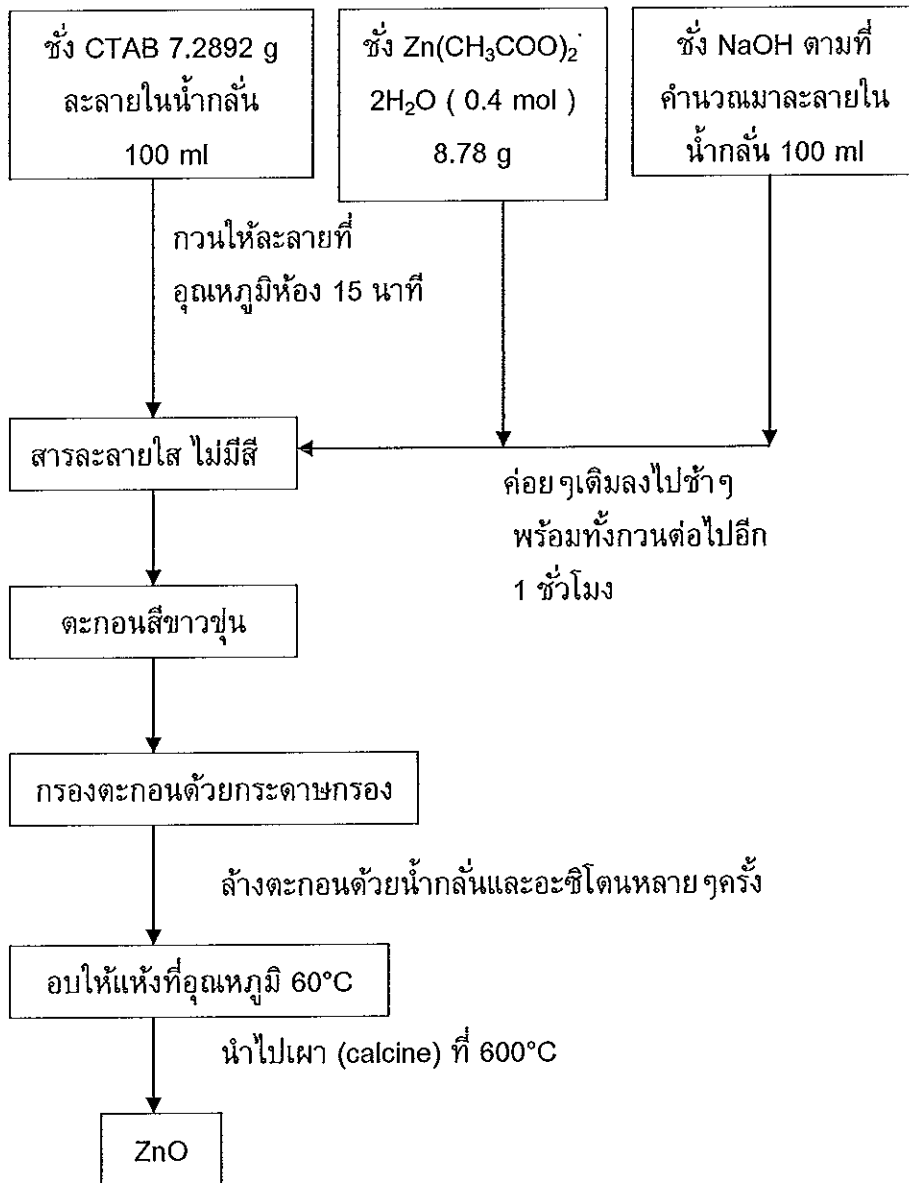 ชั่ง CTAB 7.2892 g
ละลายในน้ำกลั่น
100 ml
ชั่ง Zn(CH₃COO)₂·
2H₂O ( 0.4 mol )
8.78 g
ชั่ง NaOH ตามที่
คำนวณมาละลายใน
น้ำกลั่น 100 ml
กวนให้ละลายที่
อุณหภูมิห้อง 15 นาที
สารละลายใส ไม่มีสี
ค่อยๆเติมลงไปช้าๆ
พร้อมทั้งกวนต่อไปอีก
1 ชั่วโมง
ตะกอนสีขาวขุ่น
กรองตะกอนด้วยกระดาษกรอง
ล้างตะกอนด้วยน้ำกลั่นและอะซิโตนหลายๆครั้ง
อบให้แห้งที่อุณหภูมิ 60°C
นำไปเผา (calcine) ที่ 600°C
ZnO